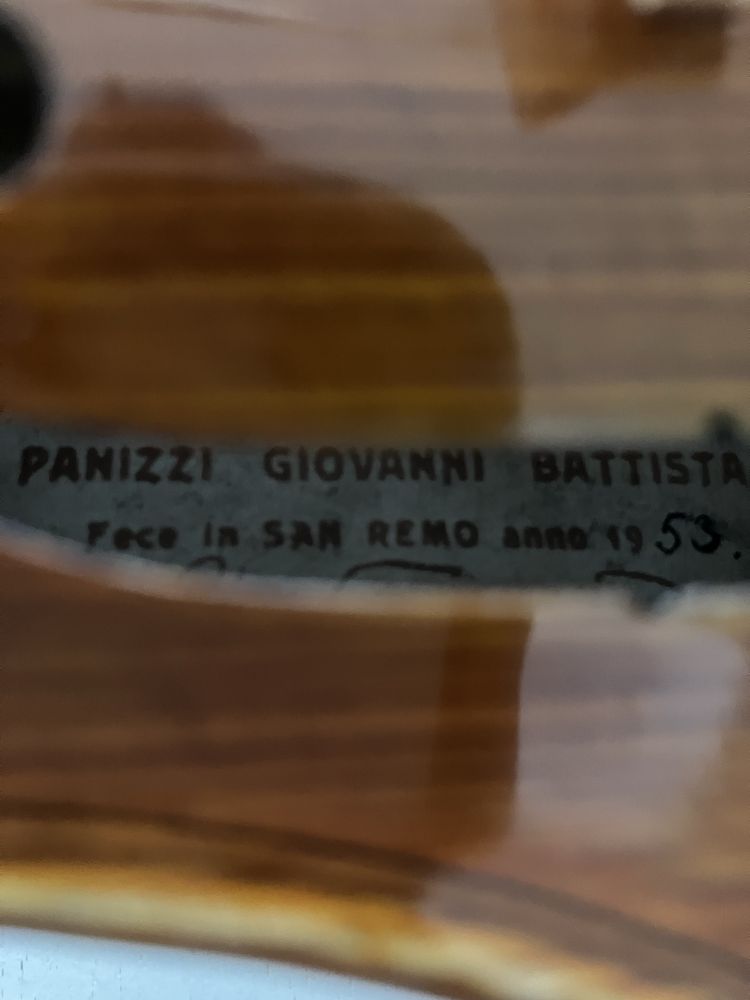 PANIZZI GIOVANNI BATTISTA
Fece in SAN REMO anno 1953.